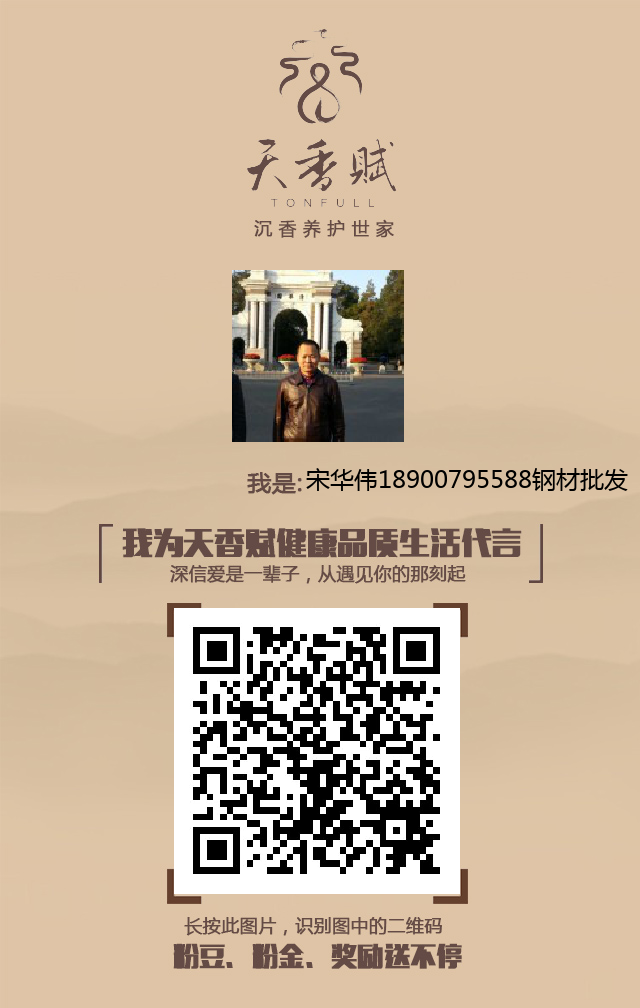 天香赋
TONFULL
沉香养护世家
我是:宋华伟18900795588钢材批发
我为天香赋健康品质生活代言
深信爱是一辈子，从遇见你的那刻起
长按此图片，识别图中的二维码
粉豆、粉金、奖励送不停